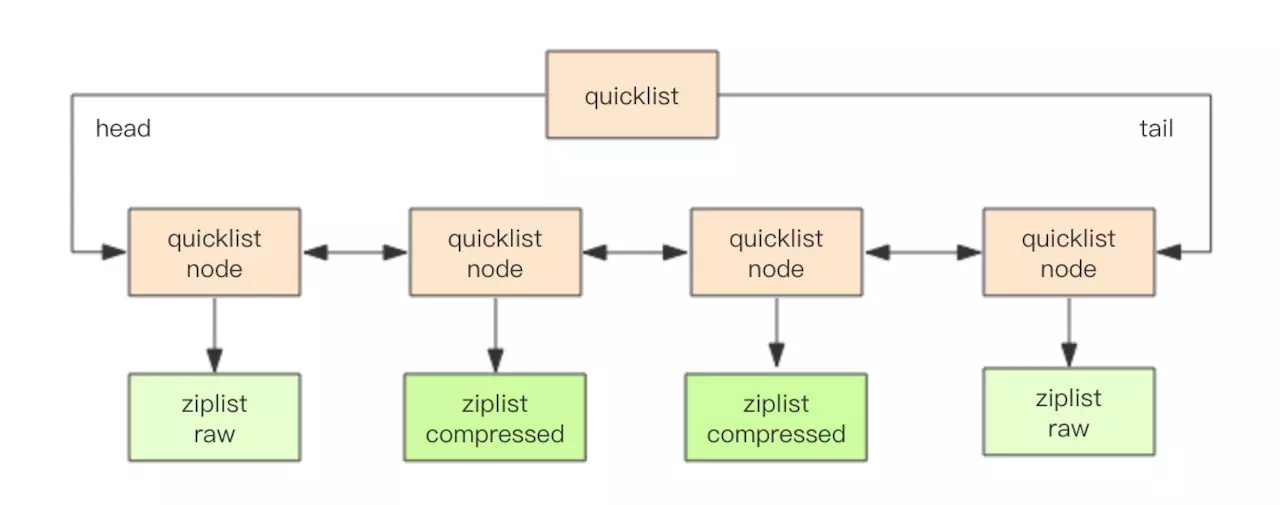 quicklist
head
tail
quicklist
node
quicklist
node
quicklist
node
quicklist
node
ziplist
raw
ziplist
compressed
ziplist
compressed
ziplist
raw